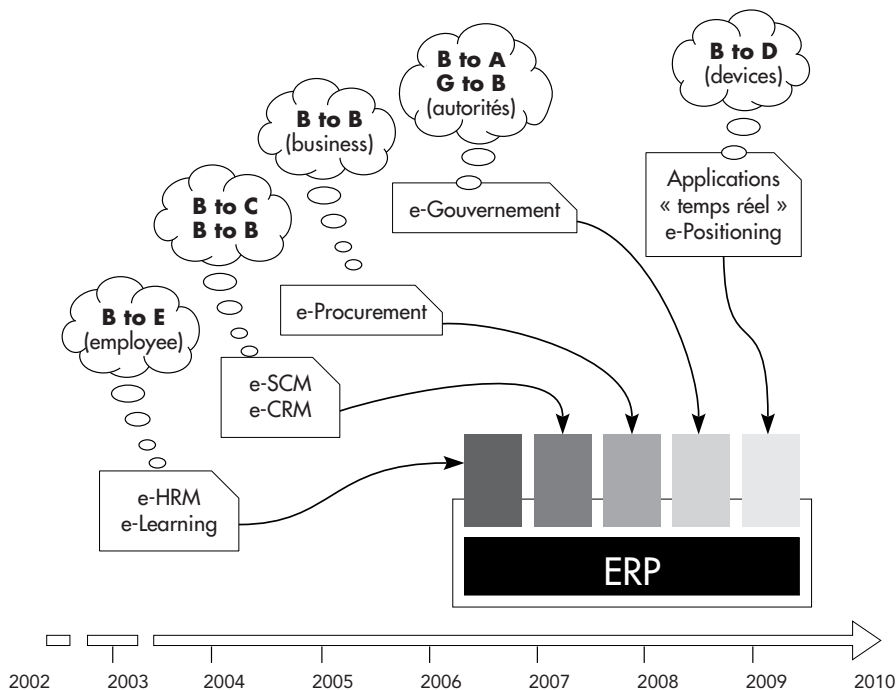 B to A
G to B
(autorités)
B to D
(devices)
B to B
(business)
Applications
« temps réel »
e-Positioning
e-Gouvernement
B to C
B to B
e-Procurement
B to E
(employee)
e-SCM
e-CRM
e-HRM
e-Learning
ERP
2002 2003 2004 2005 2006 2007 2008 2009 2010